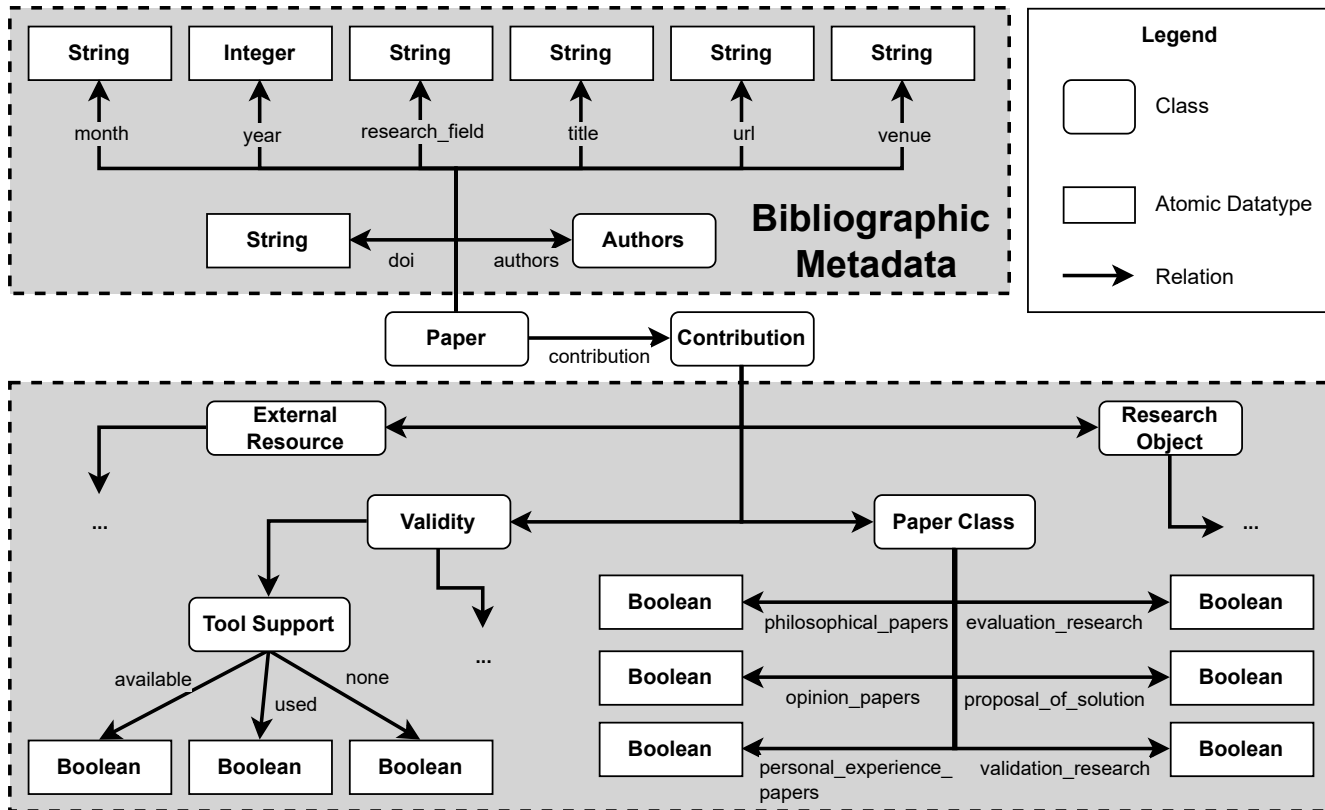 String
Integer
String
String
String
String
month
year
research_field
title
url
venue
String
doi
authors
Authors
Bibliographic
Metadata
Legend
Class
Atomic Datatype
Relation
Paper
contribution
Contribution
External
Resource
Research
Object
...
Validity
Paper Class
...
Tool Support
...
available
used
none
Boolean
Boolean
Boolean
Boolean
philosophical_papers
evaluation_research
Boolean
Boolean
opinion_papers
proposal_of_solution
Boolean
Boolean
personal_experience_
papers
validation_research
Boolean